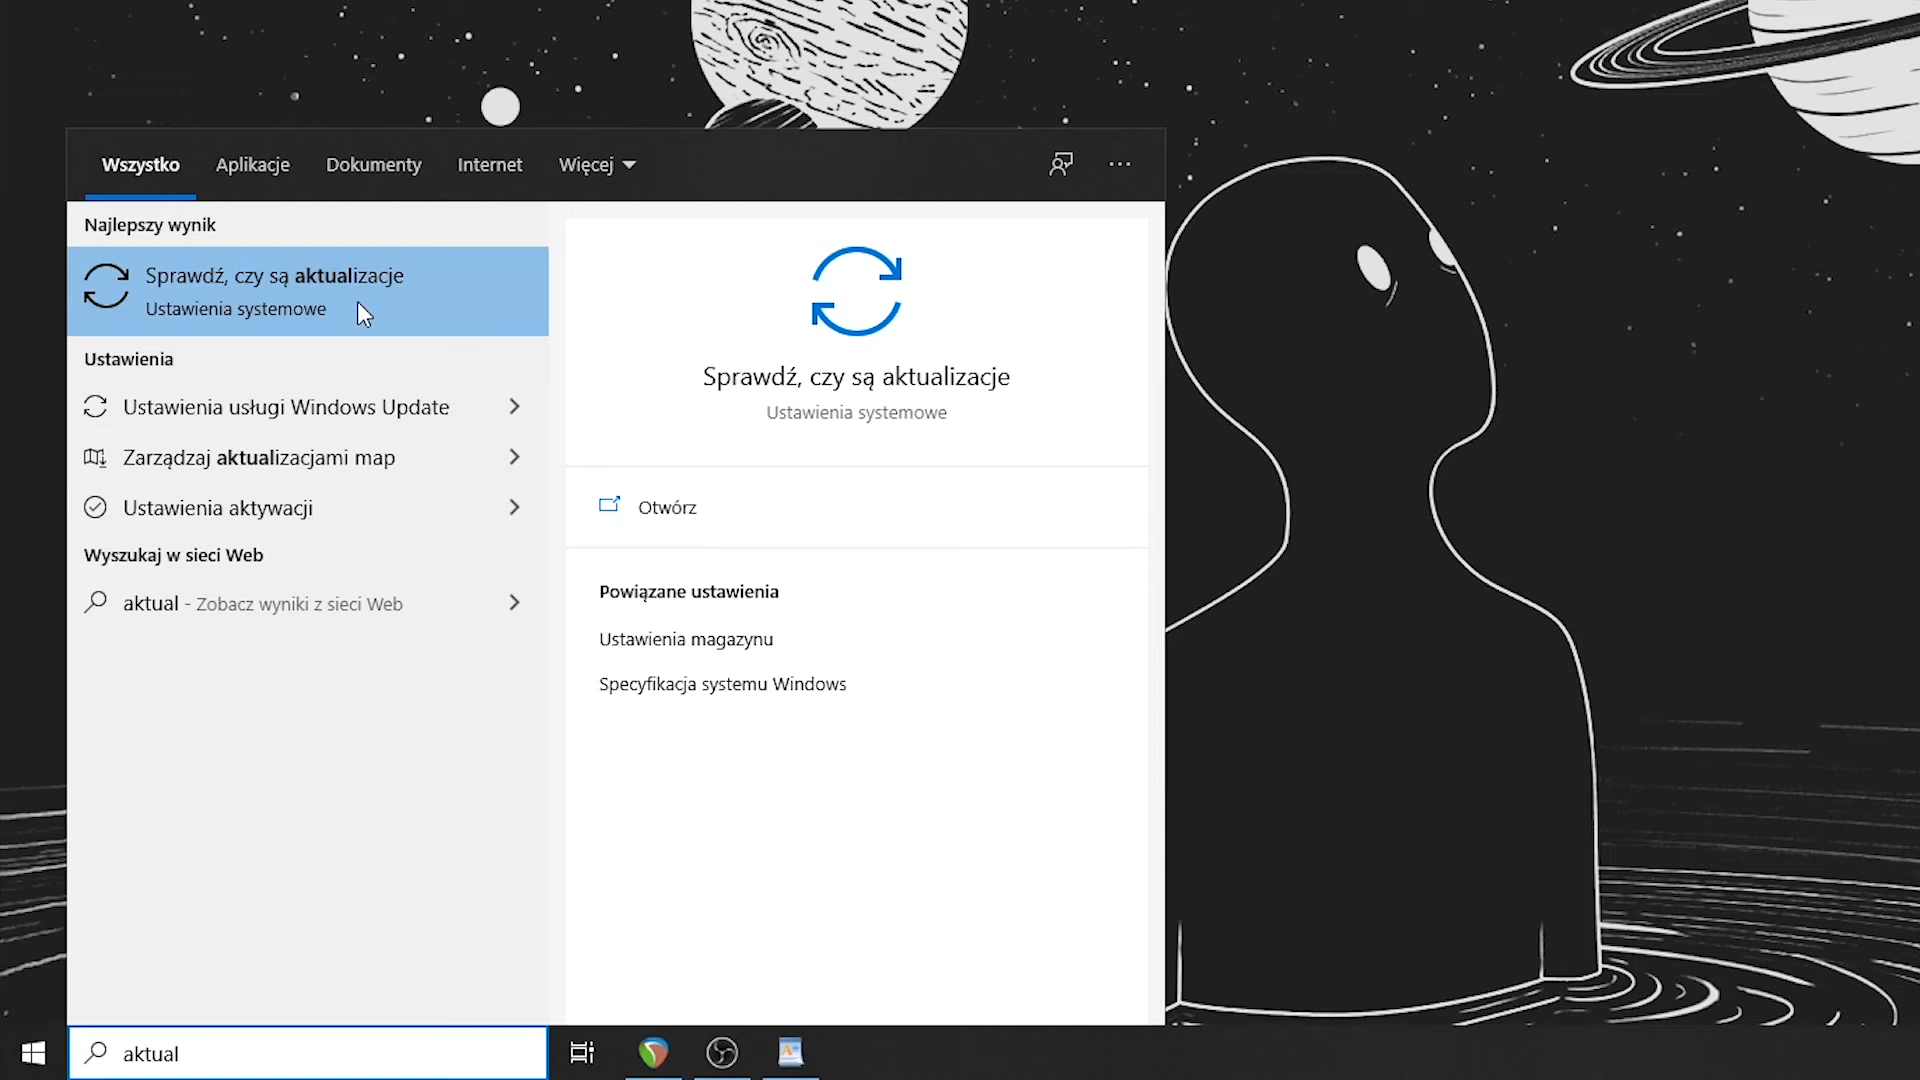 Wszystko Aplikacje Dokumenty Internet Więcej
Najlepszy wynik
Sprawdź, czy są aktualizacje
Ustawienia systemowe
Ustawienia
Ustawienia usługi Windows Update
Zarządzaj aktualizacjami map
Ustawienia aktywacji
Wyszukaj w sieci Web
aktual - Zobacz wyniki z sieci Web
Sprawdź, czy są aktualizacje
Ustawienia systemowe
Otwórz
Powiązane ustawienia
Ustawienia magazynu
Specyfikacja systemu Windows
aktual